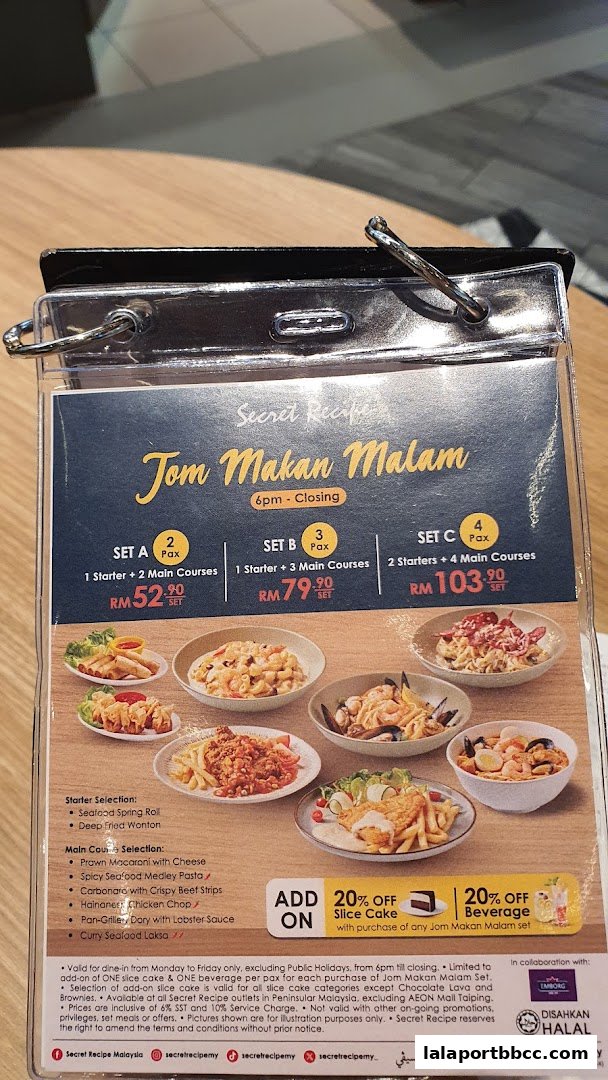 Secret Recipe
Jom Makan Malam
6pm - Closing
SET A 2 Pax
1 Starter + 2 Main Courses
RM 52.90 SET
SET B 3 Pax
1 Starter + 3 Main Courses
RM 79.90 SET
SET C 4 Pax
2 Starters + 4 Main Courses
RM 103.90 SET
Starter Selection:
• Seafood Spring Roll
• Deep Fried Wonton
Main Course Selection:
• Prawn Macaroni with Cheese
• Spicy Seafood Medley Pasta
• Carbonara with Crispy Beef Strips
• Hainanese Chicken Chop
• Pan-Grilled Dory with Lobster Sauce
• Curry Seafood Laksa
ADD ON
20% OFF Slice Cake
20% OFF Beverage
with purchase of any Jom Makan Malam set
• Valid for dine-in from Monday to Friday only, excluding Public Holidays, from 6pm till closing. • Limited to
add-on of ONE slice cake & ONE beverage per pax for each purchase of Jom Makan Malam Set.
• Selection of add-on slice cake is valid for all slice cake categories except Chocolate Lava and
Brownies. • Available at all Secret Recipe outlets in Peninsular Malaysia, excluding AEON Mall Taiping.
• Prices are inclusive of 6% SST and 10% Service Charge. • Not valid with other on-going promotions,
privileges, set meals or offers. • Pictures shown are for illustration purposes only. • Secret Recipe reserves
the right to amend the terms and conditions without prior notice.
In collaboration with:
EMBORG
DISAHKAN
HALAL
Secret Recipe Malaysia
secretrecipemy
secretrecipemy
secretrecipemy_
lalaportbbcc.com